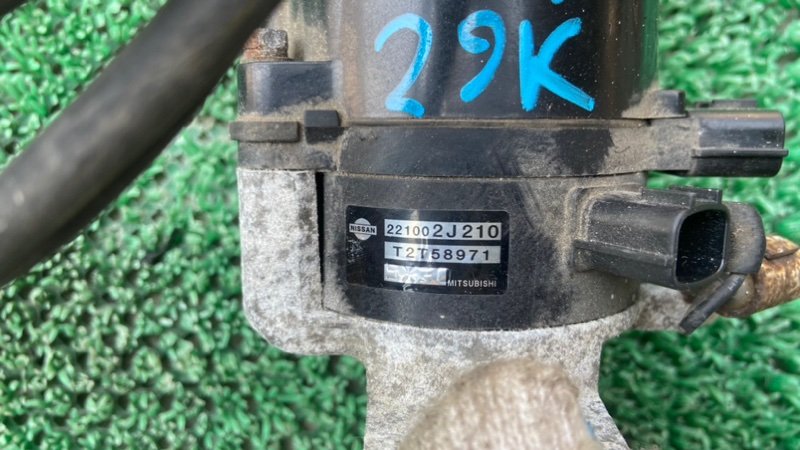 29K
NISSAN
22100 2J210
T2T58971
MITSUBISHI